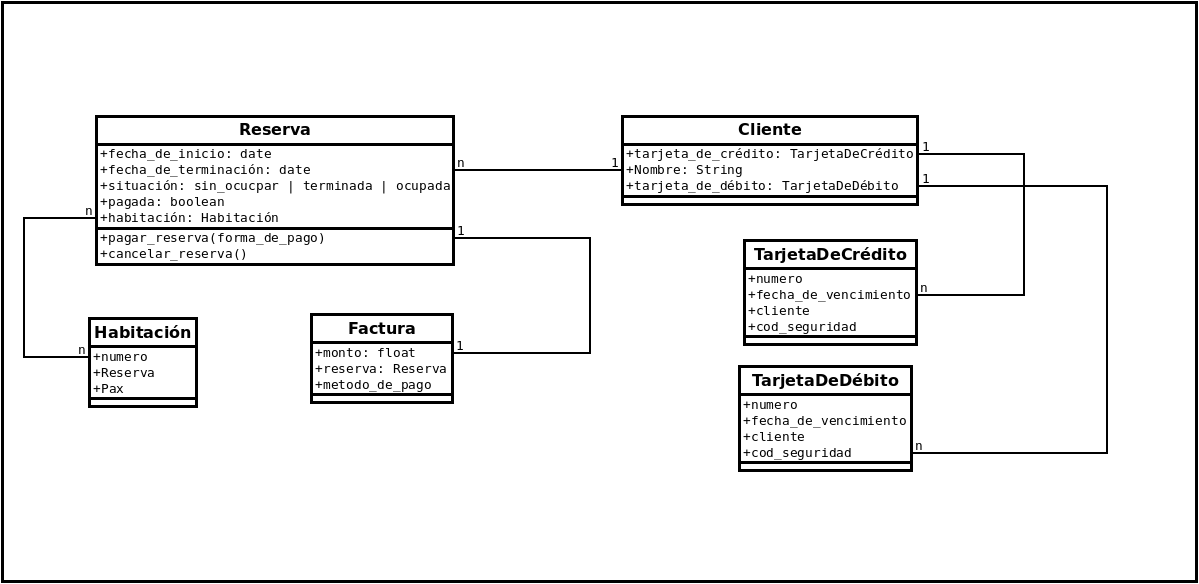 Reserva
+fecha_de_inicio: date
+fecha_de_terminación: date
+situación: sin_ocucpar | terminada | ocupada
+pagada: boolean
+habitación: Habitación
+pagar_reserva(forma_de_pago)
+cancelar_reserva()
n
1
n
1
Cliente
+tarjeta_de_crédito: TarjetaDeCrédito
+Nombre: String
+tarjeta_de_débito: TarjetaDeDébito
1
1
TarjetaDeCrédito
+numero
+fecha_de_vencimiento
+cliente
+cod_seguridad
n
Habitación
+numero
+Reserva
+Pax
n
Factura
+monto: float
+reserva: Reserva
+metodo_de_pago
1
TarjetaDeDébito
+numero
+fecha_de_vencimiento
+cliente
+cod_seguridad
n